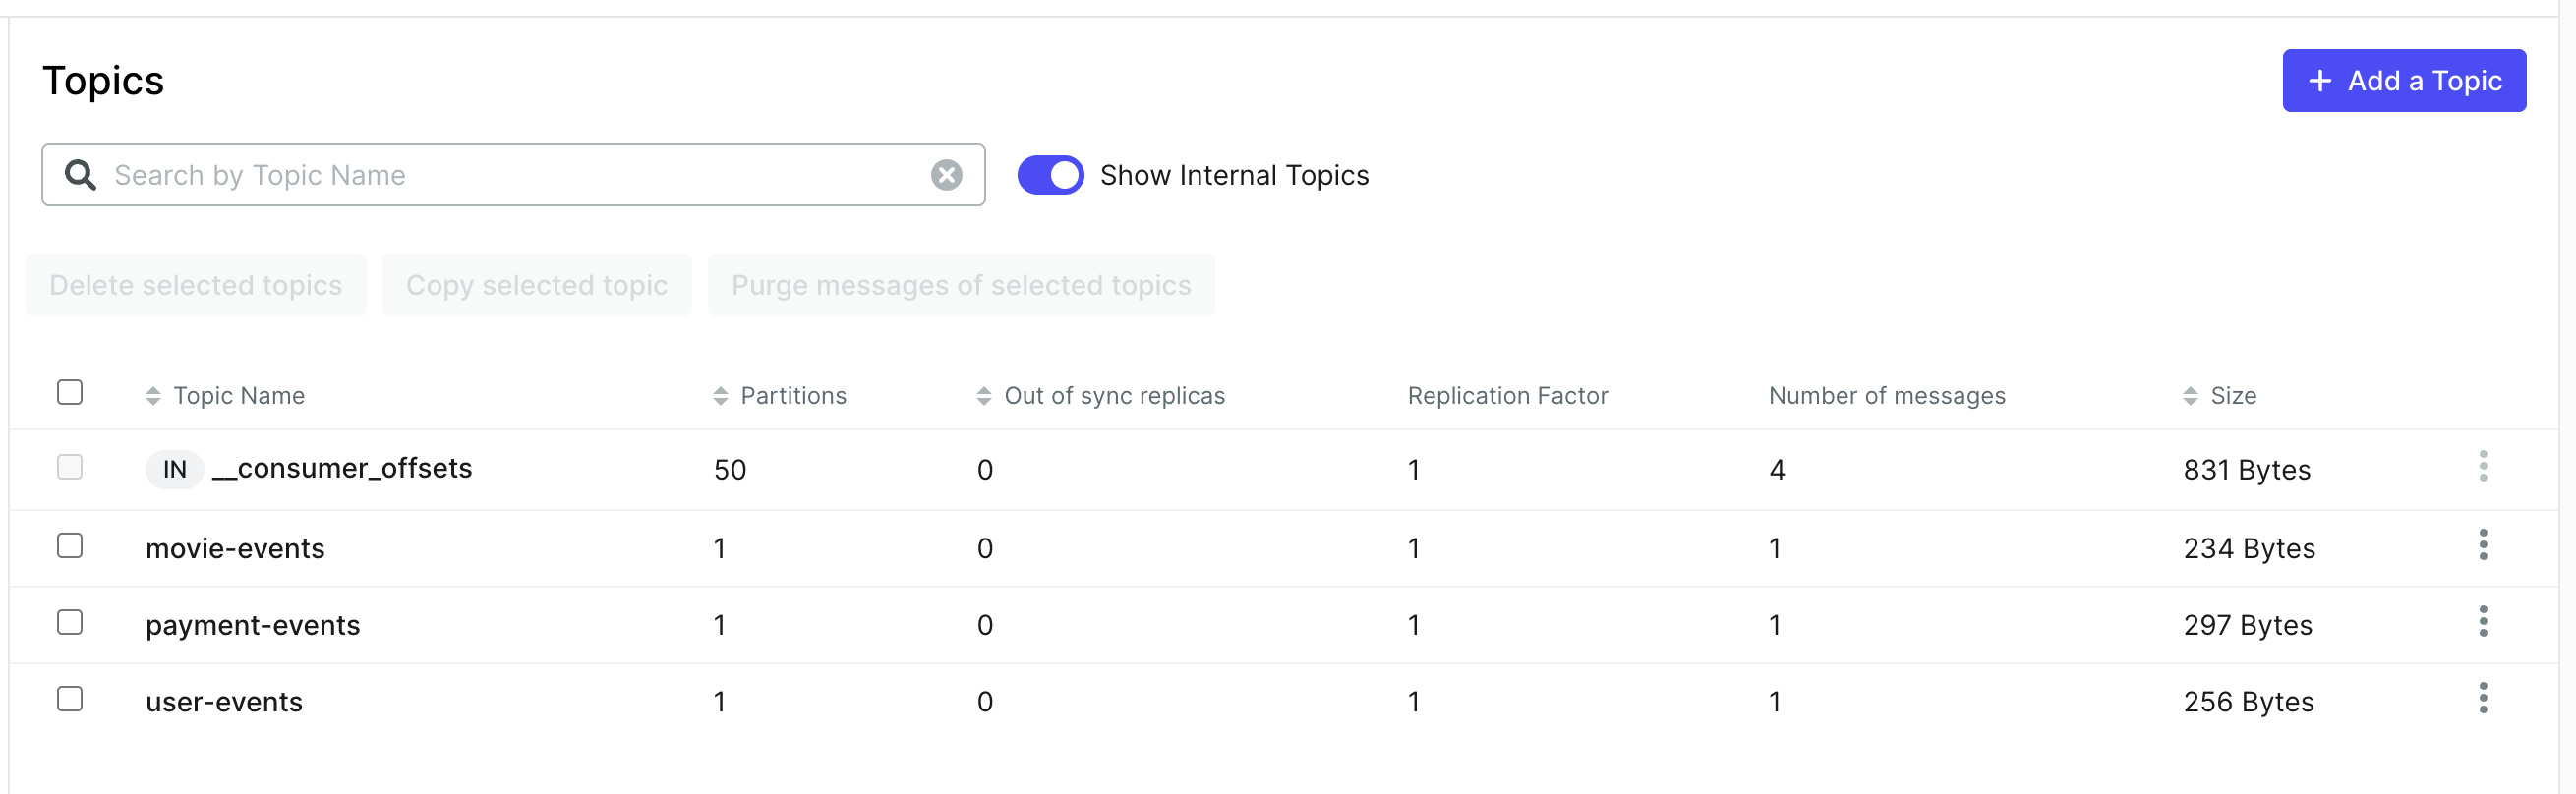 Topics
+ Add a Topic
Search by Topic Name
Show Internal Topics
Delete selected topics Copy selected topic Purge messages of selected topics
Topic Name Partitions Out of sync replicas Replication Factor Number of messages Size
IN __consumer_offsets 50 0 1 4 831 Bytes
movie-events 1 0 1 1 234 Bytes
payment-events 1 0 1 1 297 Bytes
user-events 1 0 1 1 256 Bytes